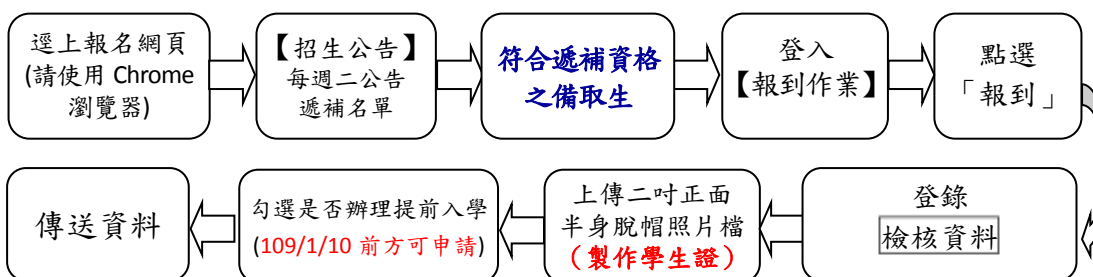 逕上報名網頁
(請使用 Chrome
瀏覽器)
【招生公告】
每週二公告
遞補名單
符合遞補資格
之備取生
登入
【報到作業】
點選
「報到」
登錄
檢核資料
上傳二吋正面
半身脫帽照片檔
（製作學生證）
勾選是否辦理提前入學
(109/1/10 前方可申請)
傳送資料